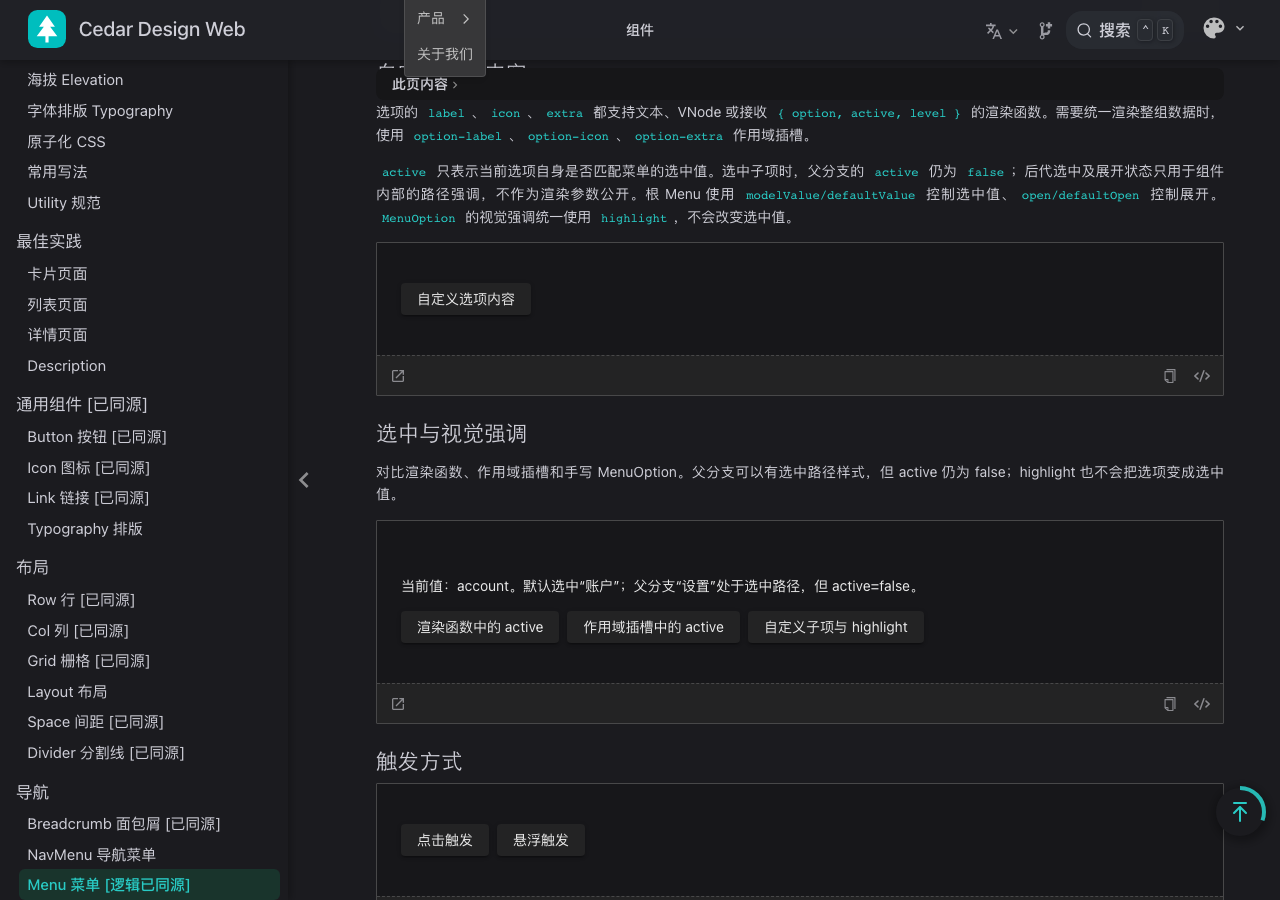 Cedar Design Web
产品
关于我们
组件
搜索
^
K
海拔 Elevation
字体排版 Typography
原子化 CSS
常用写法
Utility 规范
最佳实践
卡片页面
列表页面
详情页面
Description
通用组件 [已同源]
Button 按钮 [已同源]
Icon 图标 [已同源]
Link 链接 [已同源]
Typography 排版
布局
Row 行 [已同源]
Col 列 [已同源]
Grid 栅格 [已同源]
Layout 布局
Space 间距 [已同源]
Divider 分割线 [已同源]
导航
Breadcrumb 面包屑 [已同源]
NavMenu 导航菜单
Menu 菜单 [逻辑已同源]
此页内容
选项的 label 、 icon 、 extra 都支持文本、VNode 或接收 { option, active, level } 的渲染函数。需要统一渲染整组数据时，
使用 option-label 、 option-icon 、 option-extra 作用域插槽。
active 只表示当前选项自身是否匹配菜单的选中值。选中子项时，父分支的 active 仍为 false ；后代选中及展开状态只用于组件
内部的路径强调，不作为渲染参数公开。根 Menu 使用 modelValue/defaultValue 控制选中值、 open/defaultOpen 控制展开。
MenuOption 的视觉强调统一使用 highlight ，不会改变选中值。
自定义选项内容
选中与视觉强调
对比渲染函数、作用域插槽和手写 MenuOption。父分支可以有选中路径样式，但 active 仍为 false；highlight 也不会把选项变成选中
值。
当前值：account。默认选中“账户”；父分支“设置”处于选中路径，但 active=false。
渲染函数中的 active
作用域插槽中的 active
自定义子项与 highlight
触发方式
点击触发
悬浮触发